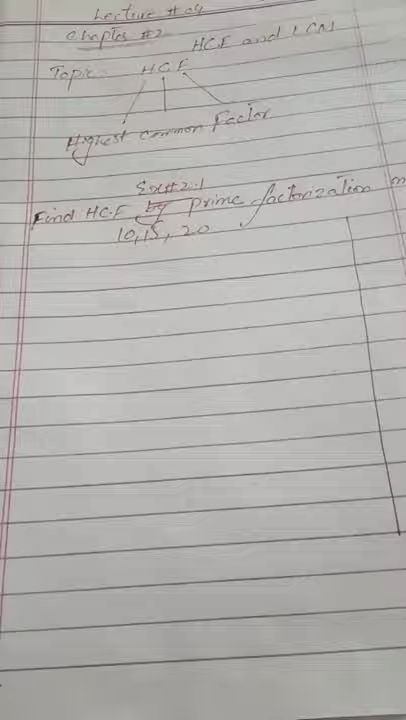 Lecture #04
Chapter #2
HCF and LCM
Topic HCF
Highest common Factor
Ex#2.1
Find HCF by prime factorization
10, 15, 20